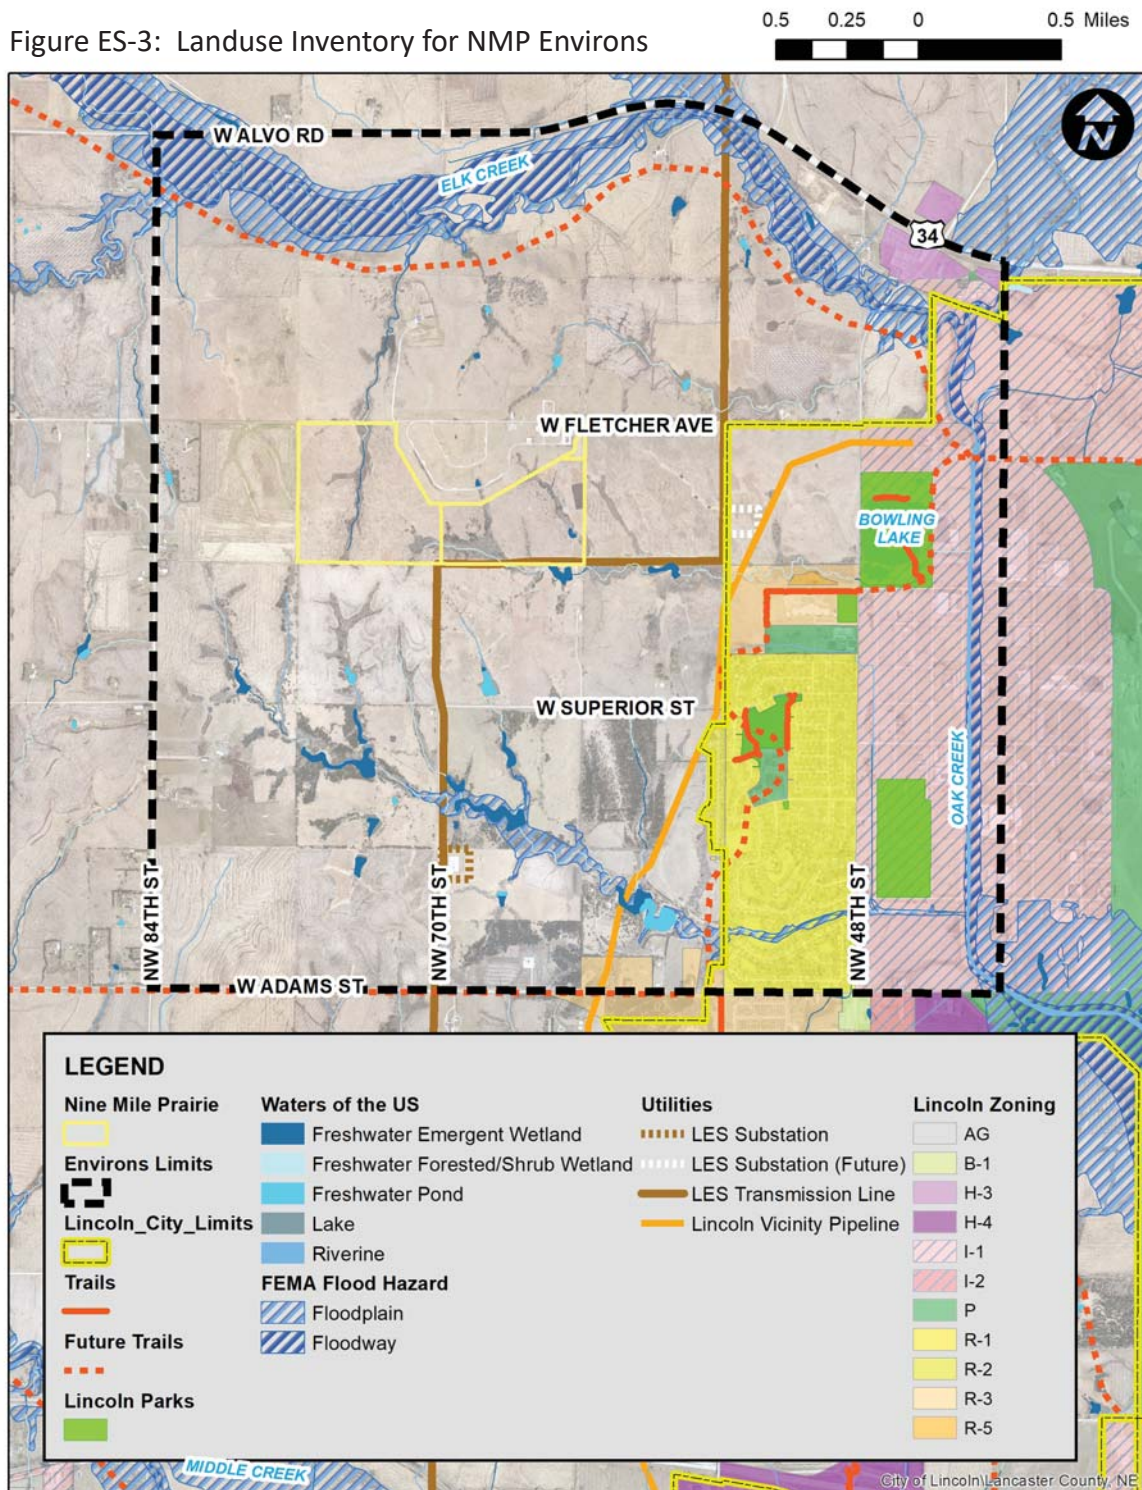 Figure ES-3: Landuse Inventory for NMP Environs
0.5 0.25 0 0.5 Miles
N
W ALVO RD
ELK CREEK
34
W FLETCHER AVE
BOWLING
LAKE
W SUPERIOR ST
OAK CREEK
NW 84TH ST
NW 70TH ST
NW 48TH ST
W ADAMS ST
LEGEND
Nine Mile Prairie
Environs Limits
Lincoln_City_Limits
Trails
Future Trails
Lincoln Parks
Waters of the US
Freshwater Emergent Wetland
Freshwater Forested/Shrub Wetland
Freshwater Pond
Lake
Riverine
FEMA Flood Hazard
Floodplain
Floodway
Utilities
LES Substation
LES Substation (Future)
LES Transmission Line
Lincoln Vicinity Pipeline
Lincoln Zoning
AG
B-1
H-3
H-4
I-1
I-2
P
R-1
R-2
R-3
R-5
MIDDLE CREEK
City of Lincoln\Lancaster County, NE